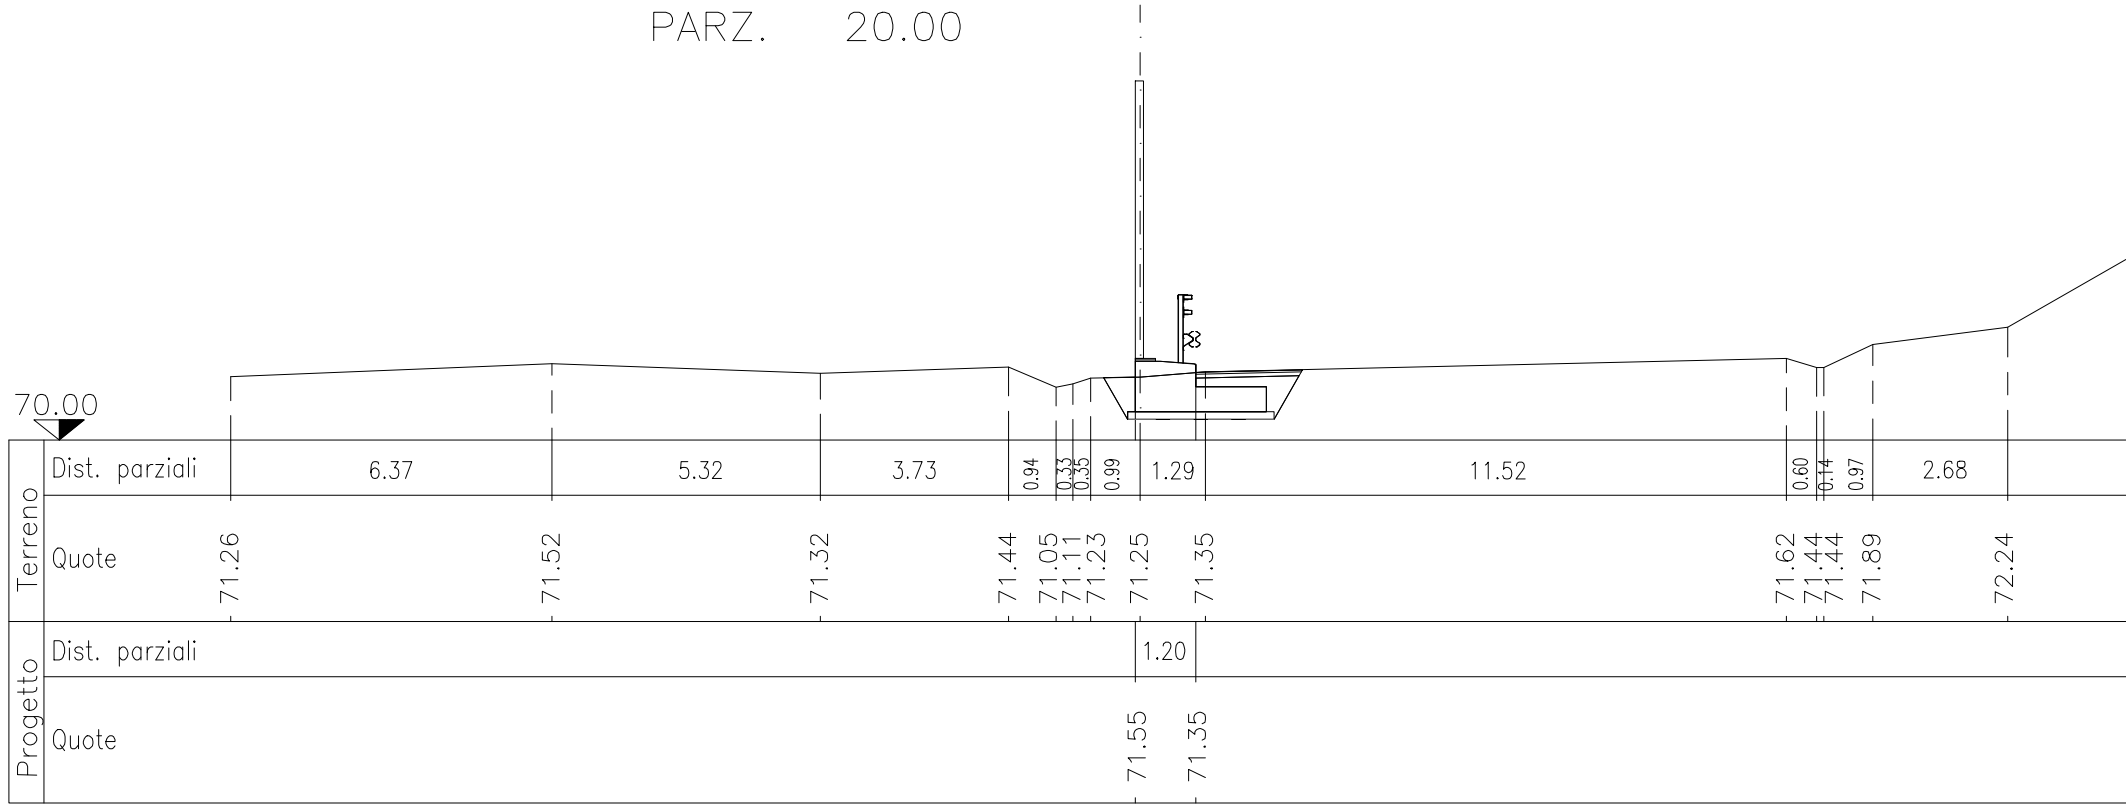 PARZ. 20.00
70.00
Terreno
Dist. parziali 6.37 5.32 3.73 0.94 0.33 0.35 0.99 1.29 11.52 0.60 0.14 0.97 2.68
Quote 71.26 71.52 71.32 71.44 71.05 71.11 71.23 71.25 71.35 71.62 71.44 71.44 71.89 72.24
Progetto
Dist. parziali 1.20
Quote 71.55 71.35